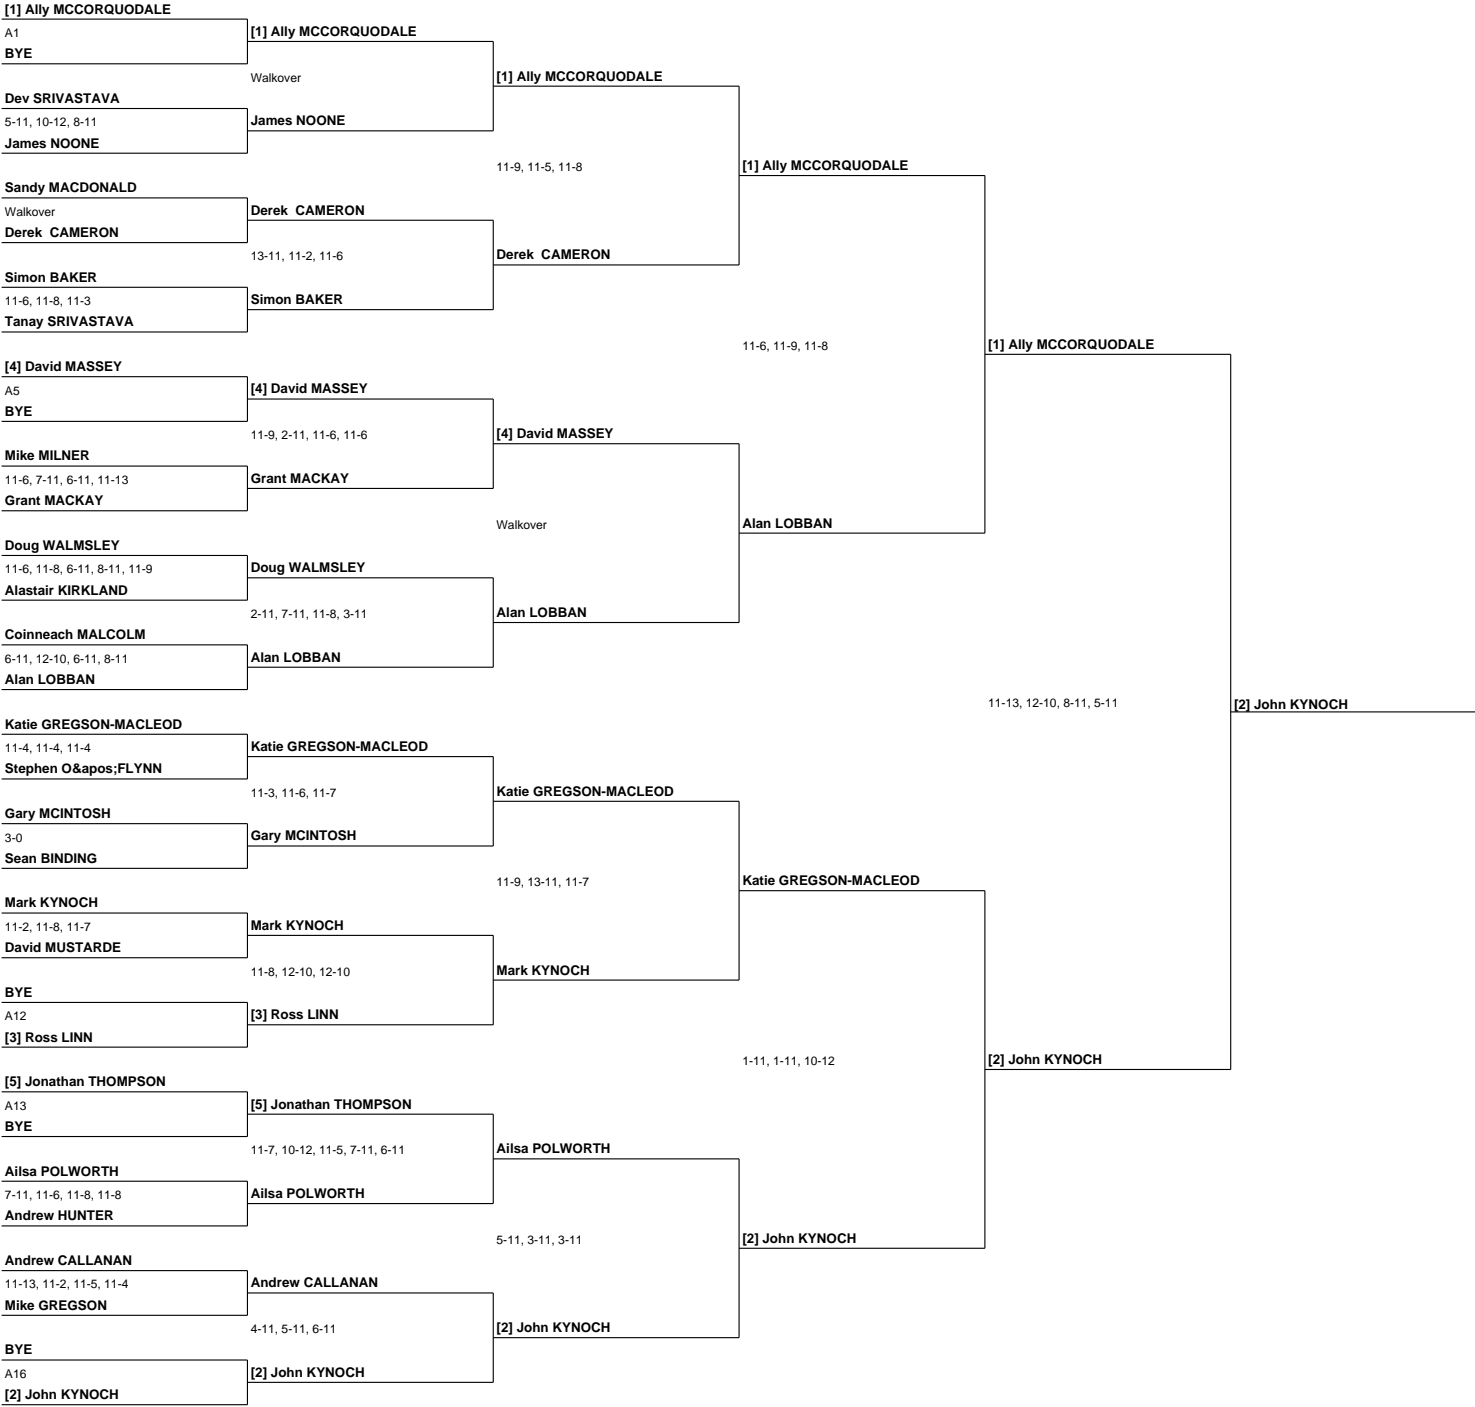 [1] Ally MCCORQUODALE
A1
BYE
Dev SRIVASTAVA
5-11, 10-12, 8-11
James NOONE
Sandy MACDONALD
Walkover
Derek  CAMERON
Simon BAKER
11-6, 11-8, 11-3
Tanay SRIVASTAVA
[4] David MASSEY
A5
BYE
Mike MILNER
11-6, 7-11, 6-11, 11-13
Grant MACKAY
Doug WALMSLEY
11-6, 11-8, 6-11, 8-11, 11-9
Alastair KIRKLAND
Coinneach MALCOLM
6-11, 12-10, 6-11, 8-11
Alan LOBBAN
Katie GREGSON-MACLEOD
11-4, 11-4, 11-4
Stephen O&apos;FLYNN
Gary MCINTOSH
3-0
Sean BINDING
Mark KYNOCH
11-2, 11-8, 11-7
David MUSTARDE
BYE
A12
[3] Ross LINN
[5] Jonathan THOMPSON
A13
BYE
Ailsa POLWORTH
7-11, 11-6, 11-8, 11-8
Andrew HUNTER
Andrew CALLANAN
11-13, 11-2, 11-5, 11-4
Mike GREGSON
BYE
A16
[2] John KYNOCH
[1] Ally MCCORQUODALE
Walkover
James NOONE
Derek  CAMERON
13-11, 11-2, 11-6
Simon BAKER
[4] David MASSEY
11-9, 2-11, 11-6, 11-6
Grant MACKAY
Doug WALMSLEY
2-11, 7-11, 11-8, 3-11
Alan LOBBAN
Katie GREGSON-MACLEOD
11-3, 11-6, 11-7
Gary MCINTOSH
Mark KYNOCH
11-8, 12-10, 12-10
[3] Ross LINN
[5] Jonathan THOMPSON
11-7, 10-12, 11-5, 7-11, 6-11
Ailsa POLWORTH
Andrew CALLANAN
4-11, 5-11, 6-11
[2] John KYNOCH
[1] Ally MCCORQUODALE
11-9, 11-5, 11-8
Derek  CAMERON
[4] David MASSEY
Walkover
Alan LOBBAN
Katie GREGSON-MACLEOD
11-9, 13-11, 11-7
Mark KYNOCH
Ailsa POLWORTH
5-11, 3-11, 3-11
[2] John KYNOCH
[1] Ally MCCORQUODALE
11-6, 11-9, 11-8
Alan LOBBAN
Katie GREGSON-MACLEOD
1-11, 1-11, 10-12
[2] John KYNOCH
[1] Ally MCCORQUODALE
11-13, 12-10, 8-11, 5-11
[2] John KYNOCH
[2] John KYNOCH